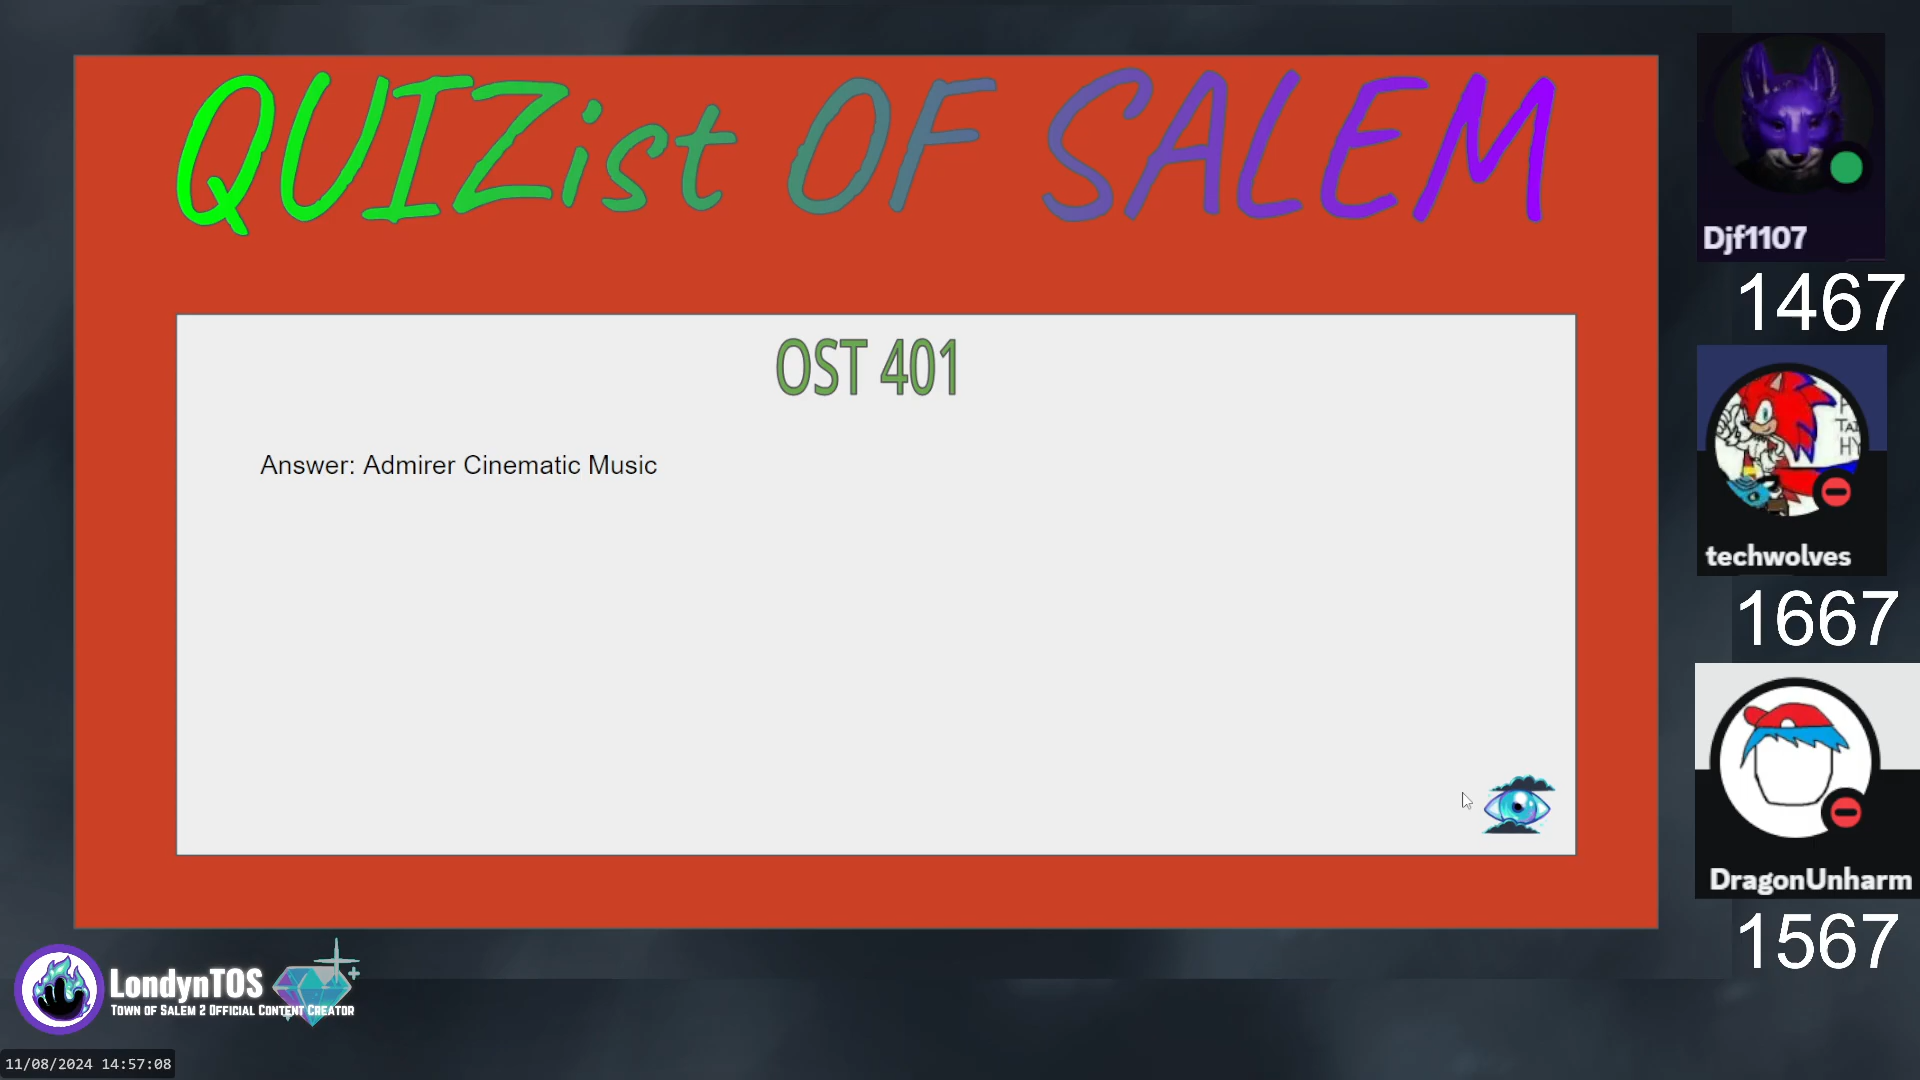 QUIZist OF SALEM
OST 401
Answer: Admirer Cinematic Music
Djf1107
1467
techwolves
1667
DragonUnharm
1567
LondynTOS
TOWN OF SALEM 2 OFFICIAL CONTENT CREATOR
11/08/2024 14:57:08